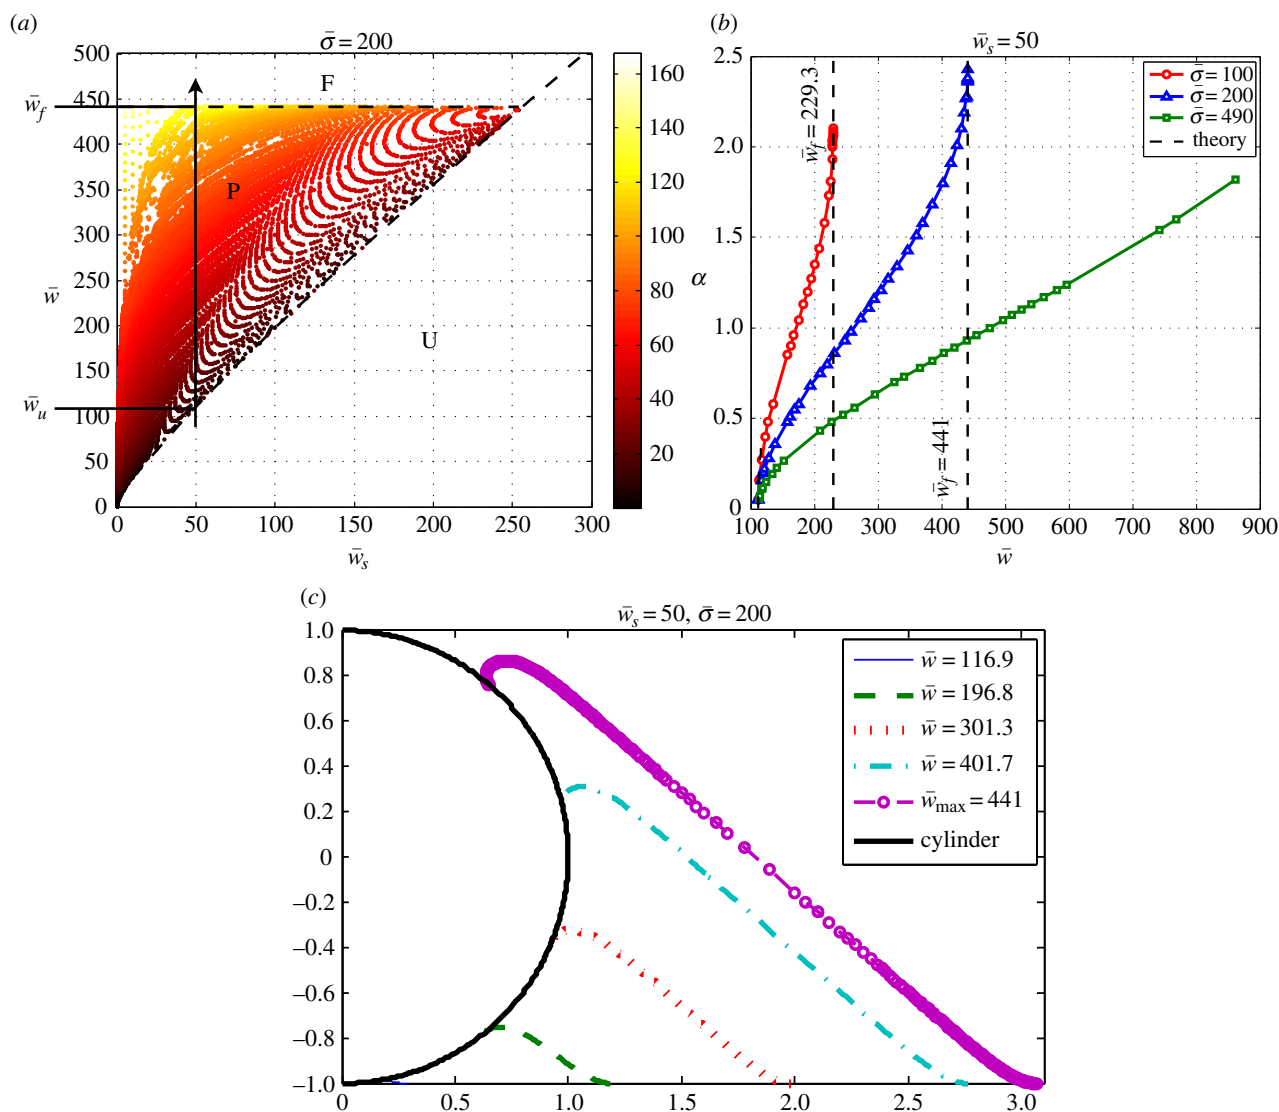 (a)
σ̄ = 200
500
w̄f
450
400
350
300
250
w̄
200
150
w̄u
100
50
0
F
P
U
0 50 100 150 200 250 300
w̄s
160
140
120
100
80
60
40
20
(b)
w̄s = 50
2.5
2.0
1.5
α
1.0
0.5
0
w̄f = 229.3
w̄f = 441
σ̄ = 100
σ̄ = 200
σ̄ = 490
theory
100 200 300 400 500 600 700 800 900
w̄
(c)
w̄s = 50, σ̄ = 200
1.0
0.8
0.6
0.4
0.2
0
−0.2
−0.4
−0.6
−0.8
−1.0
w̄ = 116.9
w̄ = 196.8
w̄ = 301.3
w̄ = 401.7
w̄max = 441
cylinder
0 0.5 1.0 1.5 2.0 2.5 3.0